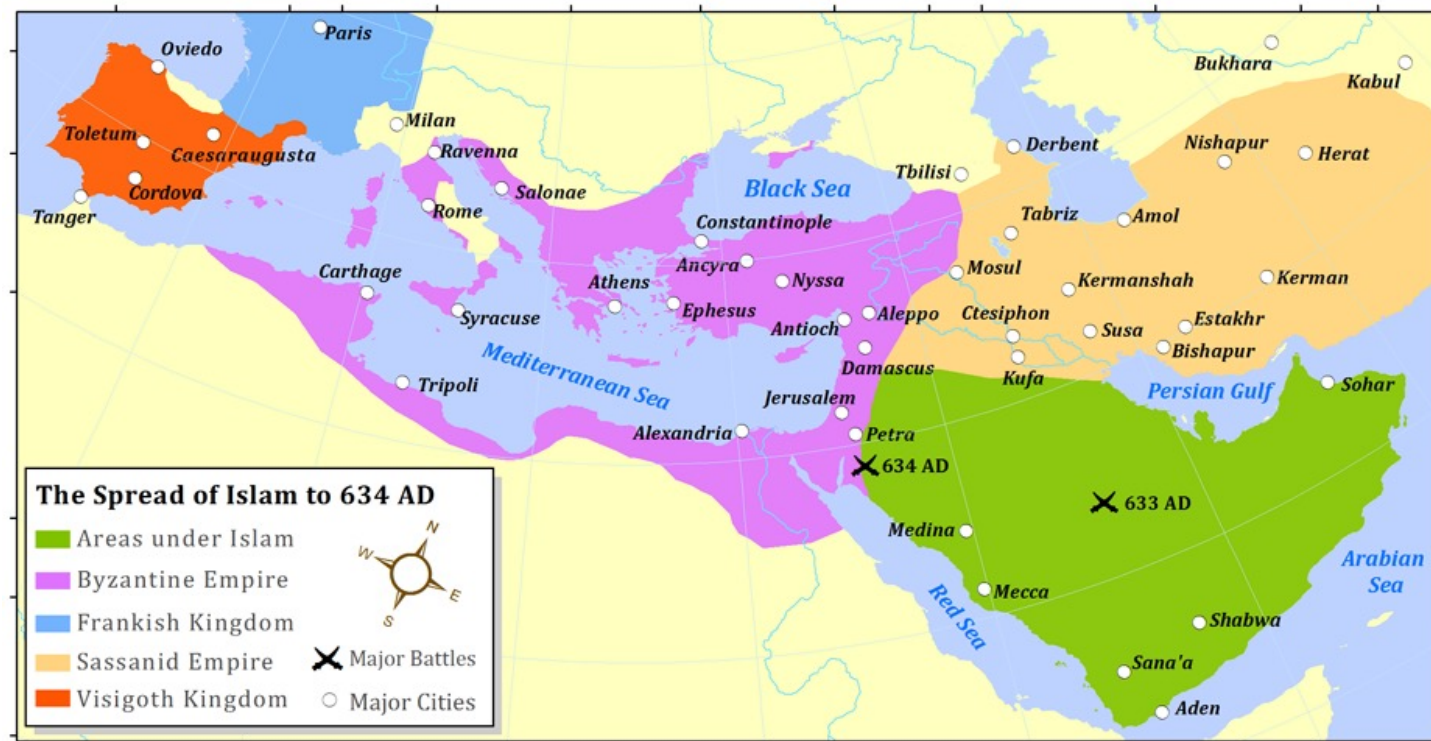 Paris
Oviedo
Bukhara
Kabul
Milan
Toletum
Caesaraugusta
Ravenna
Derbent
Nishapur
Herat
Tbilisi
Cordova
Salonae
Black Sea
Tanger
Rome
Tabriz
Amol
Constantinople
Carthage
Ancyra
Mosul
Kermanshah
Kerman
Athens
Nyssa
Ephesus
Syracuse
Aleppo
Ctesiphon
Antioch
Susa
Estakhr
Bishapur
Mediterranean Sea
Damascus
Kufa
Tripoli
Persian Gulf
Sohar
Jerusalem
Alexandria
Petra
634 AD
633 AD
Medina
Arabian
Sea
Mecca
Red Sea
Shabwa
Sana'a
Aden
The Spread of Islam to 634 AD
Areas under Islam
Byzantine Empire
Frankish Kingdom
Sassanid Empire
Visigoth Kingdom
N
W
E
S
Major Battles
Major Cities